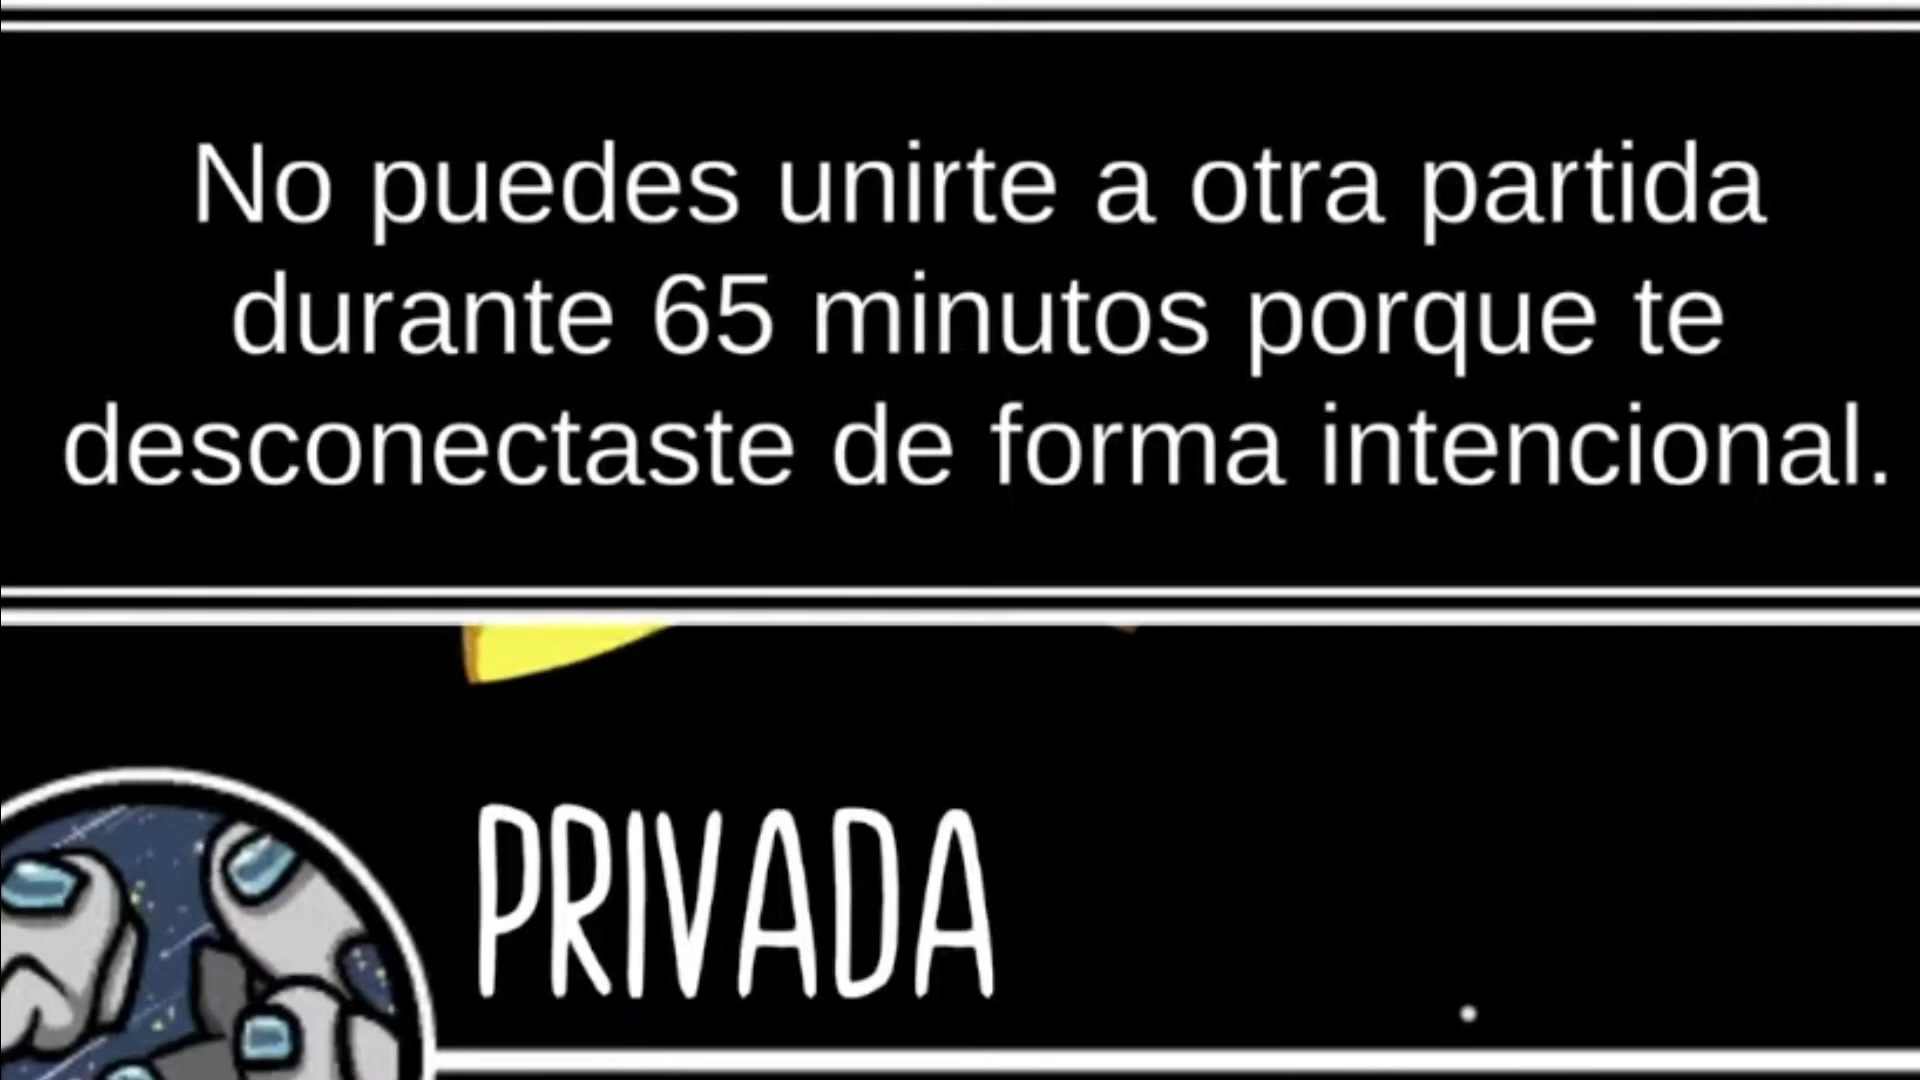 No puedes unirte a otra partida
durante 65 minutos porque te
desconectaste de forma intencional.
PRIVADA